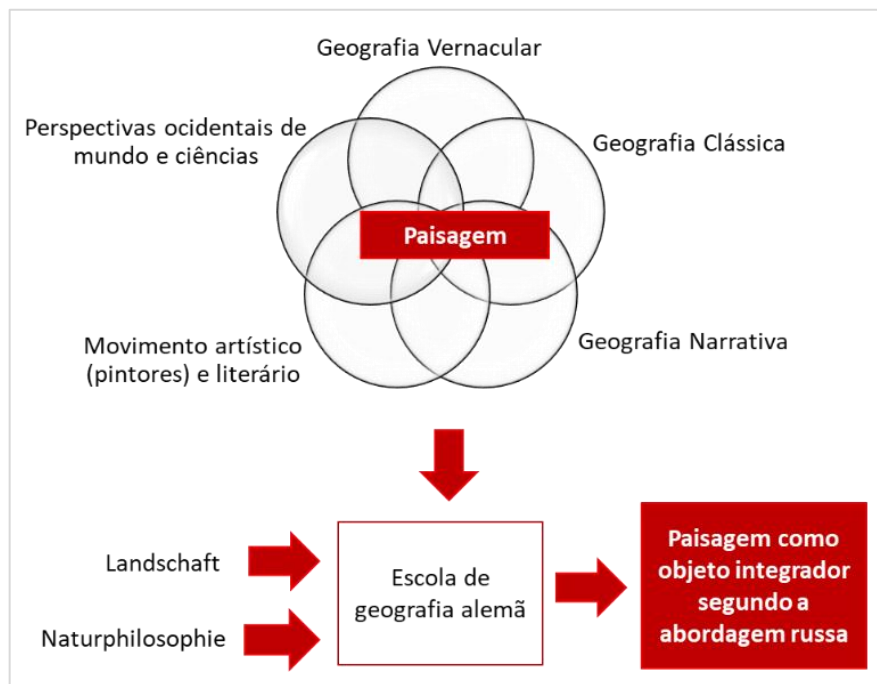 Geografia Vernacular
Perspectivas ocidentais de
mundo e ciências
Geografia Clássica
Paisagem
Movimento artístico
(pintores) e literário
Geografia Narrativa
Landschaft
Naturphilosophie
Escola de
geografia alemã
Paisagem como
objeto integrador
segundo a
abordagem russa